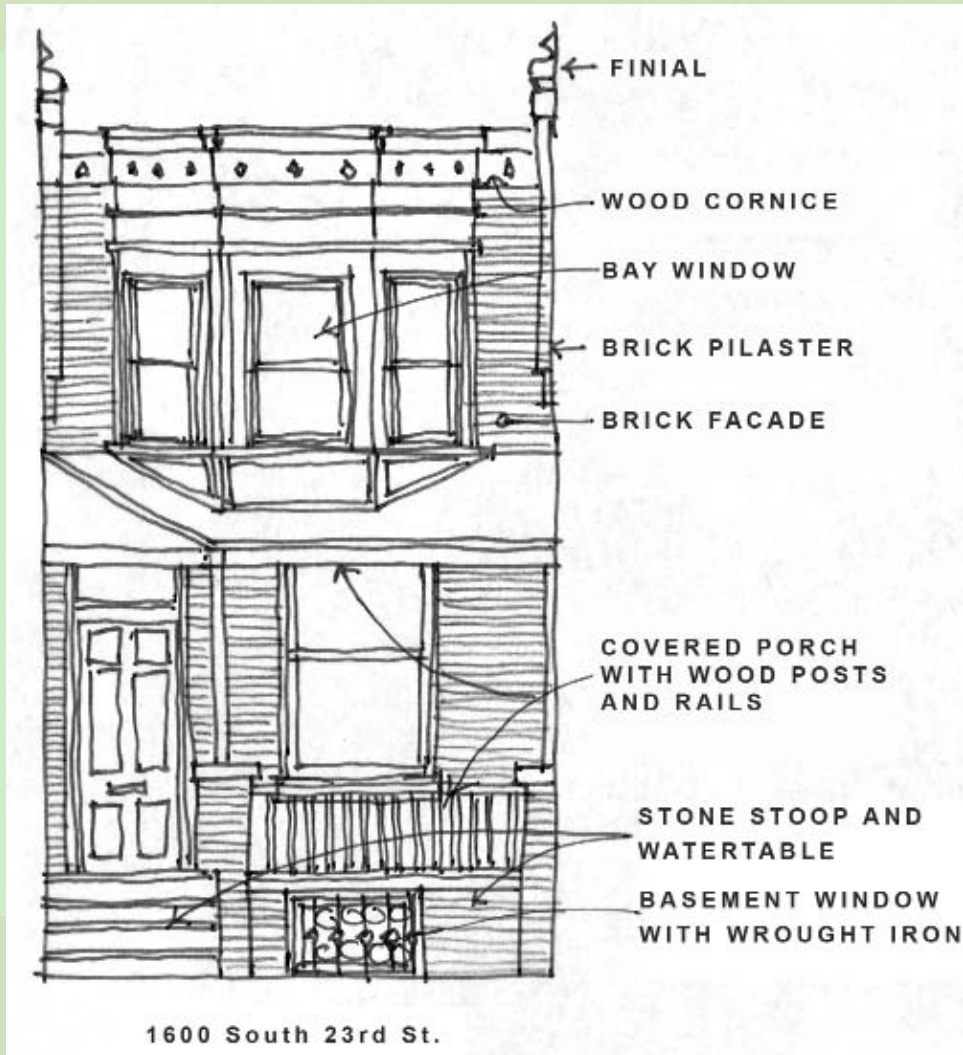 FINIAL
WOOD CORNICE
BAY WINDOW
BRICK PILASTER
BRICK FACADE
COVERED PORCH
WITH WOOD POSTS
AND RAILS
STONE STOOP AND
WATERTABLE
BASEMENT WINDOW
WITH WROUGHT IRON
1600 South 23rd St.